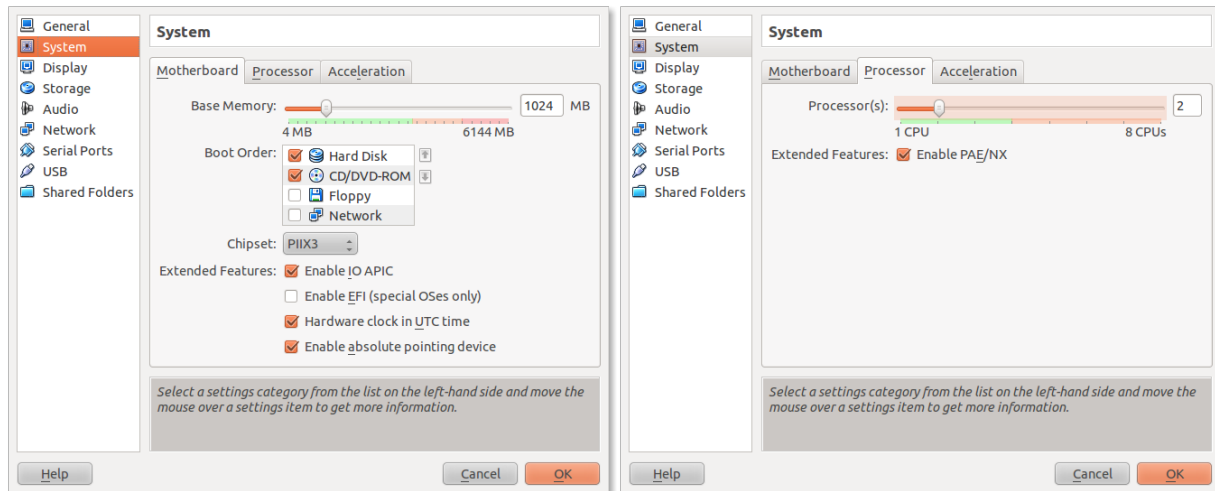 General
System
Display
Storage
Audio
Network
Serial Ports
USB
Shared Folders
System
Motherboard Processor Acceleration
Base Memory: 1024 MB
4 MB 6144 MB
Boot Order: Hard Disk
CD/DVD-ROM
Floppy
Network
Chipset: PIIX3
Extended Features: Enable IO APIC
Enable EFI (special OSes only)
Hardware clock in UTC time
Enable absolute pointing device
Select a settings category from the list on the left-hand side and move the
mouse over a settings item to get more information.
Help Cancel OK
General
System
Display
Storage
Audio
Network
Serial Ports
USB
Shared Folders
System
Motherboard Processor Acceleration
Processor(s): 2
1 CPU 8 CPUs
Extended Features: Enable PAE/NX
Select a settings category from the list on the left-hand side and move the
mouse over a settings item to get more information.
Help Cancel OK